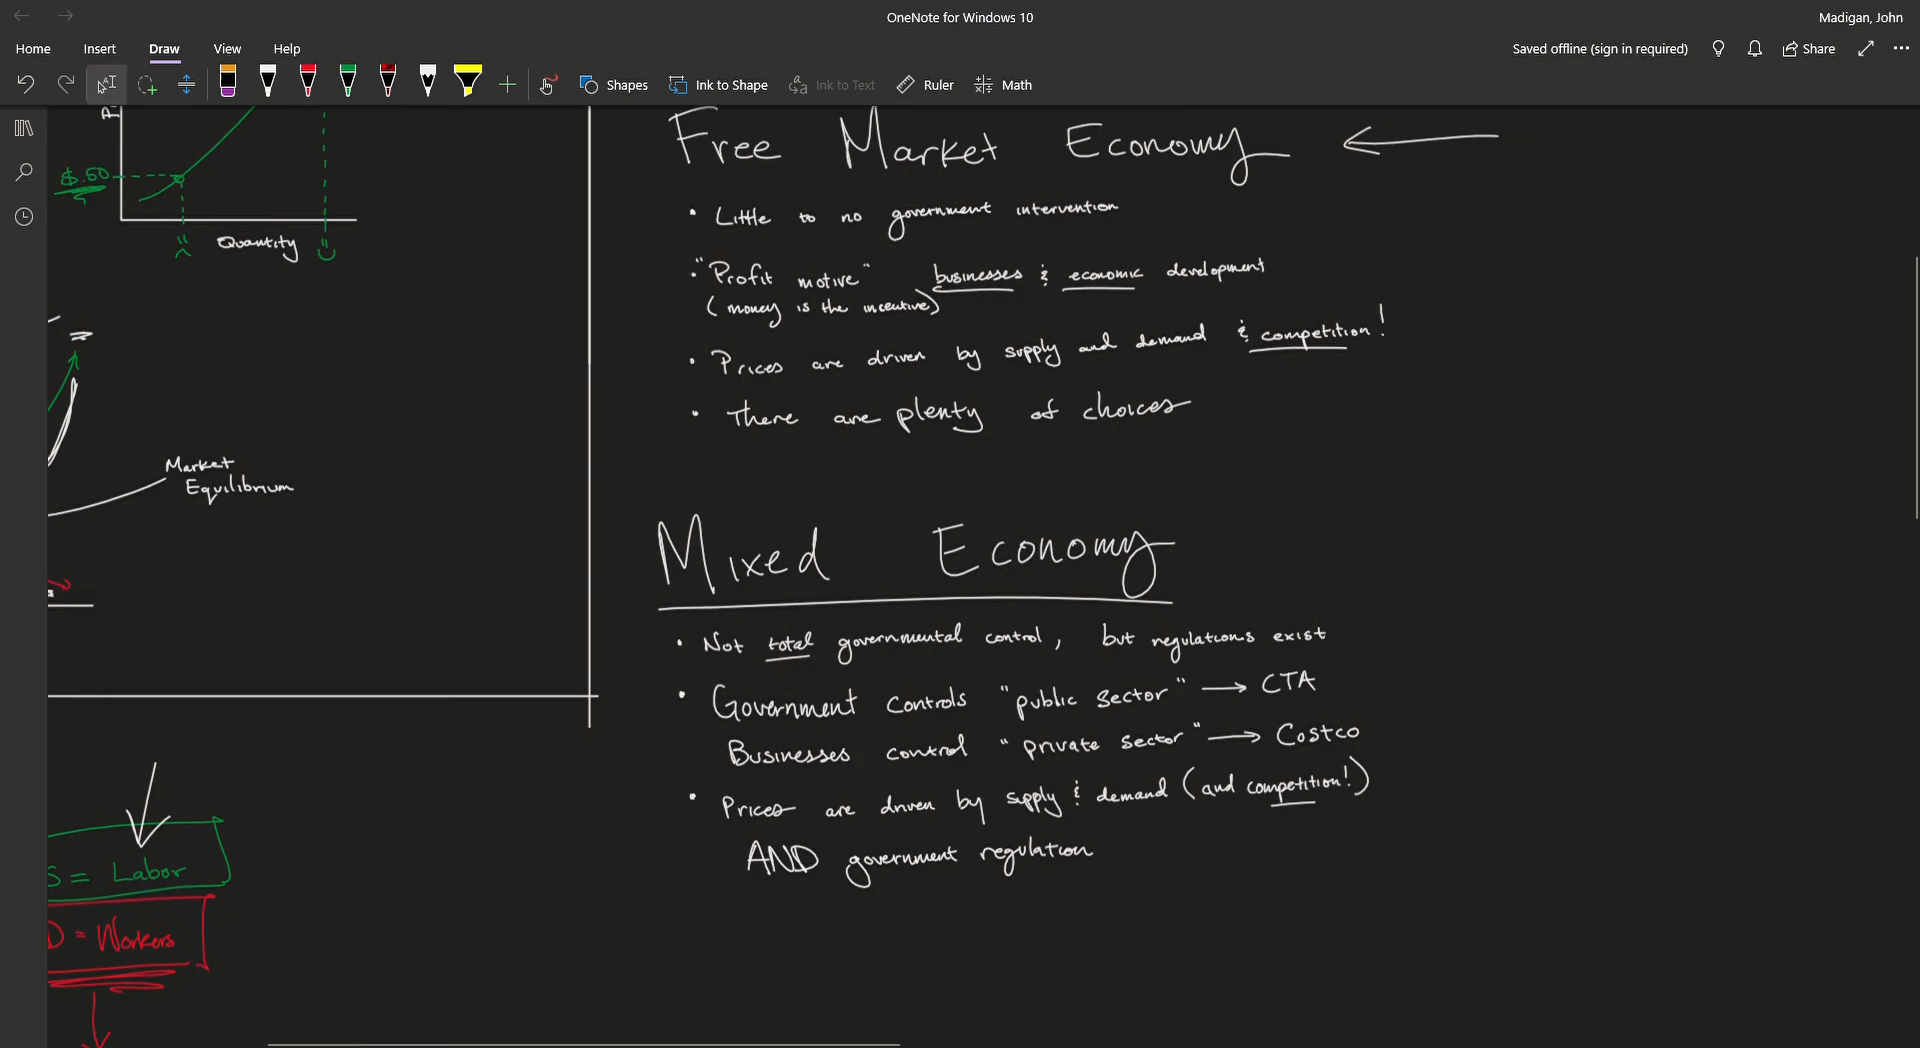 OneNote for Windows 10
Madigan, John
Home Insert Draw View Help
Saved offline (sign in required) Share
Shapes Ink to Shape Ink to Text Ruler Math
$.50
Quantity
Market
Equilibrium
S = Labor
D = Workers
Free Market Economy
• Little to no government intervention
• "Profit motive" businesses & economic development
(money is the incentive)
• Prices are driven by supply and demand & competition!
• There are plenty of choices
Mixed Economy
• Not total governmental control, but regulations exist
• Government controls "public sector" → CTA
Businesses control "private sector" → Costco
• Prices are driven by supply & demand (and competition!)
AND government regulation